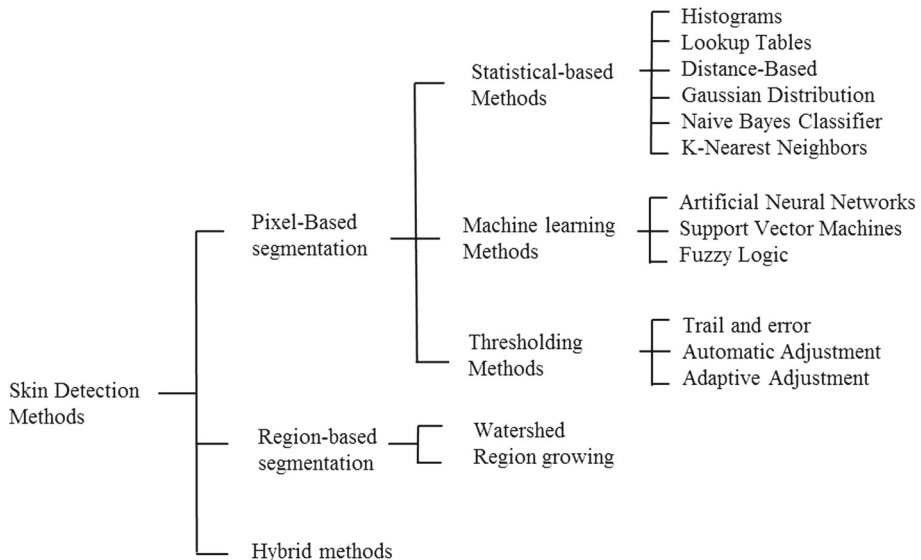 Skin Detection
Methods
Pixel-Based
segmentation
Statistical-based
Methods
Histograms
Lookup Tables
Distance-Based
Gaussian Distribution
Naive Bayes Classifier
K-Nearest Neighbors
Machine learning
Methods
Artificial Neural Networks
Support Vector Machines
Fuzzy Logic
Thresholding
Methods
Trail and error
Automatic Adjustment
Adaptive Adjustment
Region-based
segmentation
Watershed
Region growing
Hybrid methods